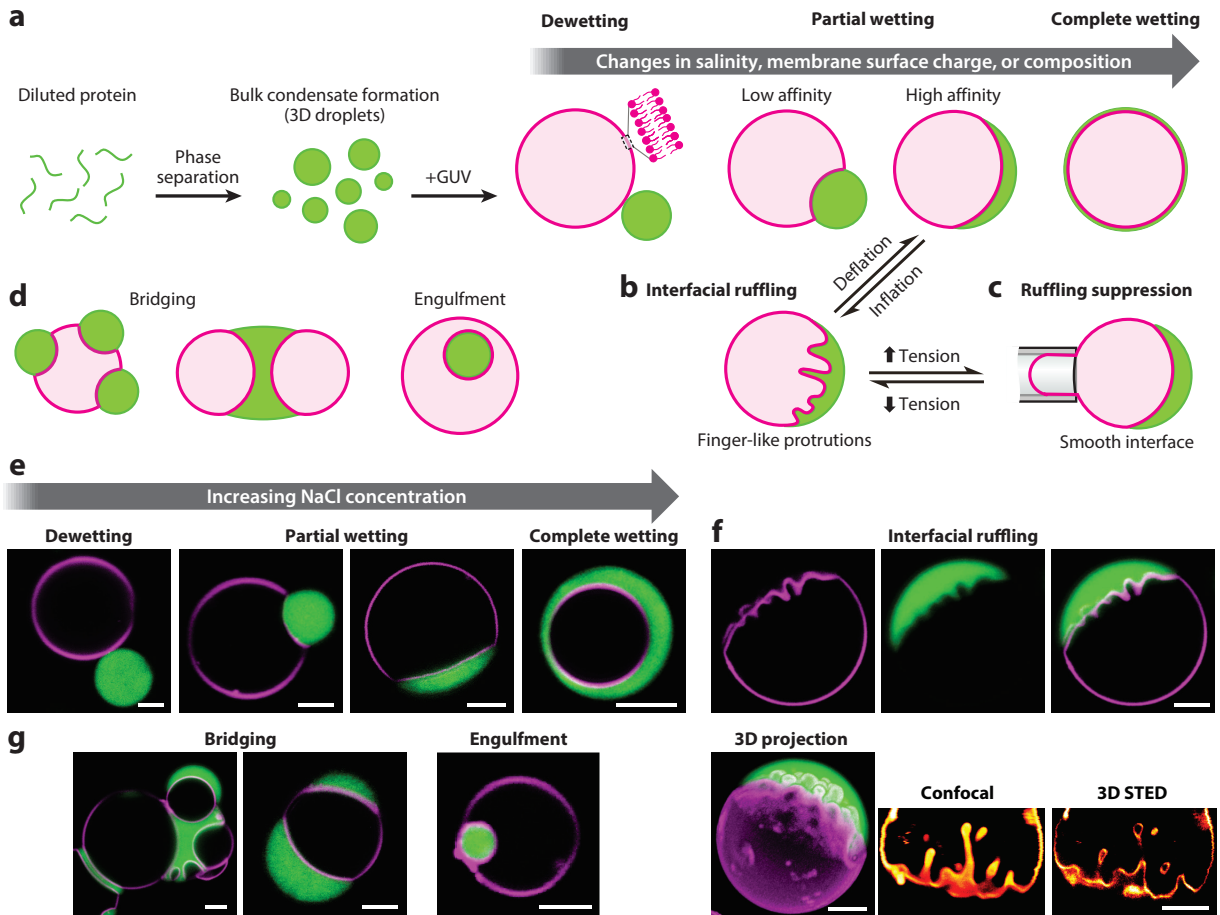 a
Dewetting
Partial wetting
Complete wetting
Changes in salinity, membrane surface charge, or composition
Diluted protein
Bulk condensate formation
(3D droplets)
Low affinity
High affinity
Phase
separation
+GUV
Deflation
Inflation
d
Bridging
Engulfment
b
Interfacial ruffling
c
Ruffling suppression
Tension
Tension
Finger-like protrutions
Smooth interface
e
Increasing NaCl concentration
Dewetting
Partial wetting
Complete wetting
f
Interfacial ruffling
g
Bridging
Engulfment
3D projection
Confocal
3D STED